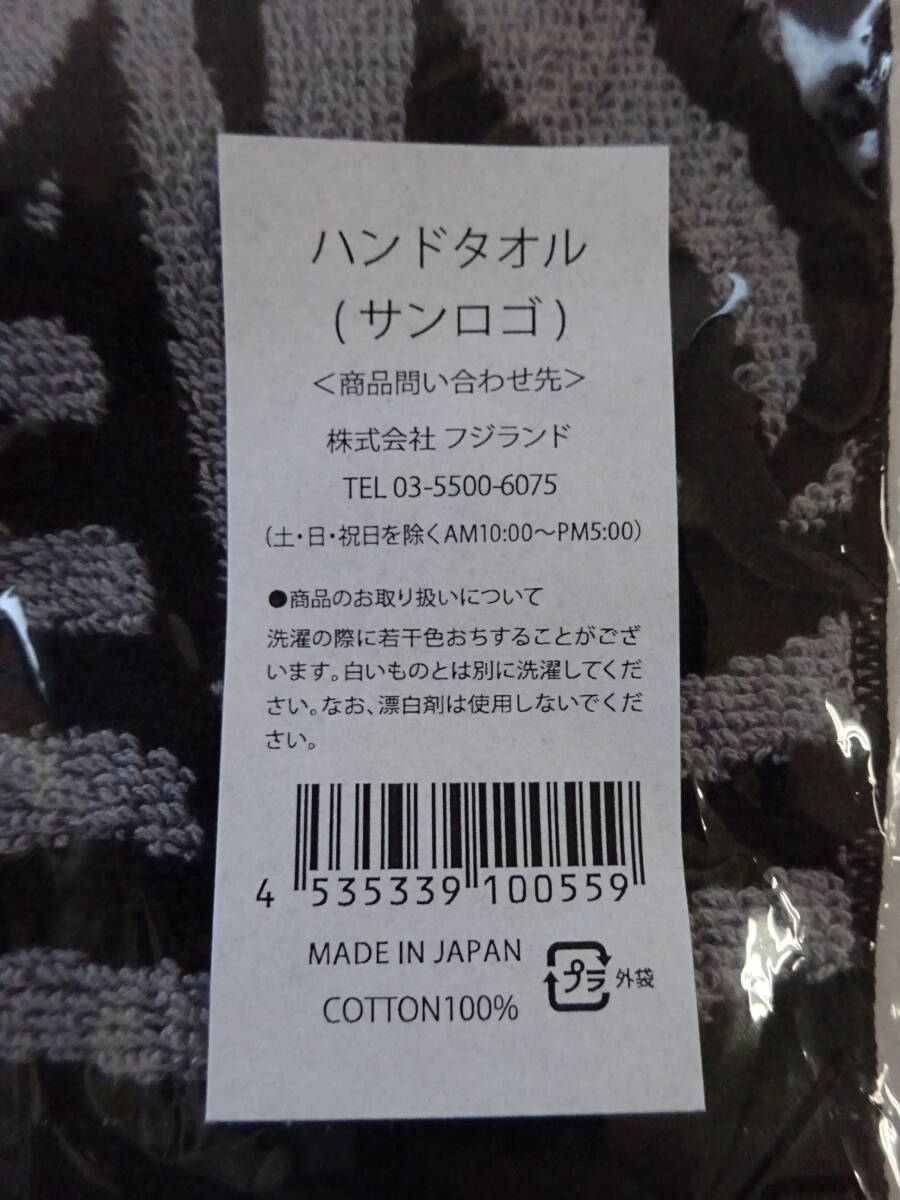 ハンドタオル
(サンロゴ)
＜商品問い合わせ先＞
株式会社 フジランド
TEL 03-5500-6075
(土・日・祝日を除くAM10:00〜PM5:00)
●商品のお取り扱いについて
洗濯の際に若干色おちすることがござ
います。白いものとは別に洗濯してくだ
さい。なお、漂白剤は使用しないでくだ
さい。
4 535339 100559
MADE IN JAPAN
プラ 外袋
COTTON100%